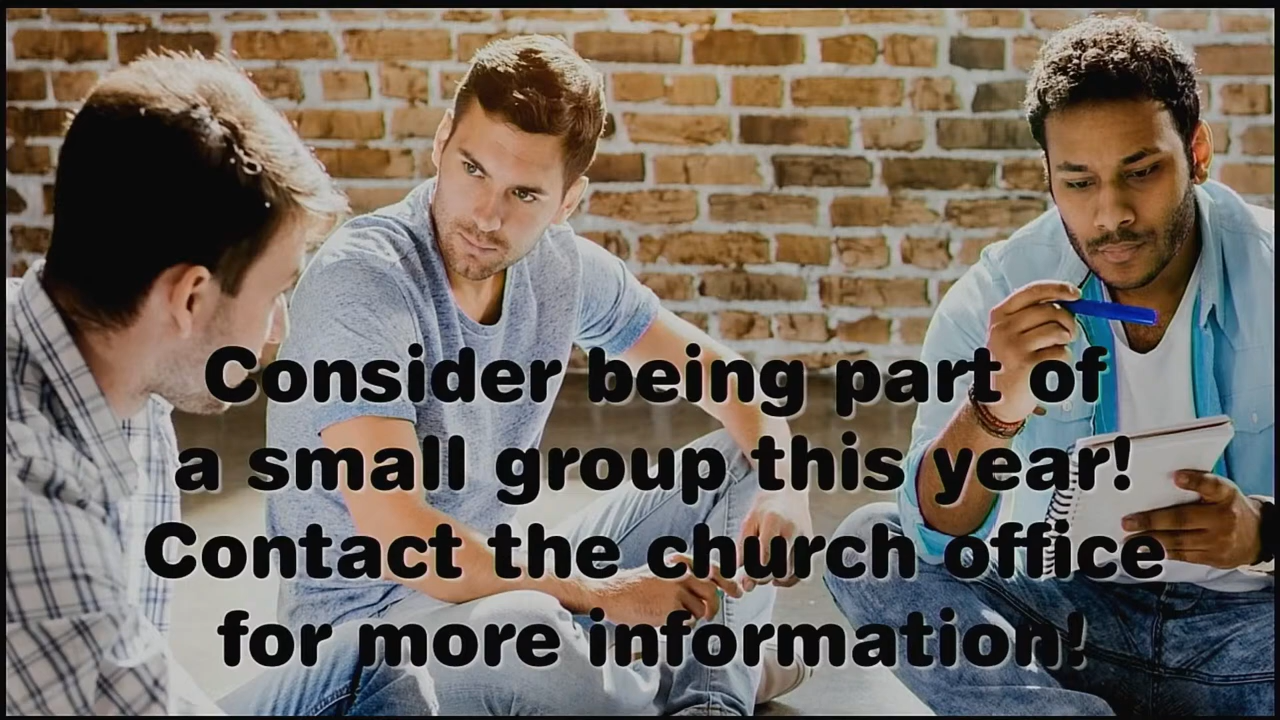 Consider being part of
a small group this year!
Contact the church office
for more information!